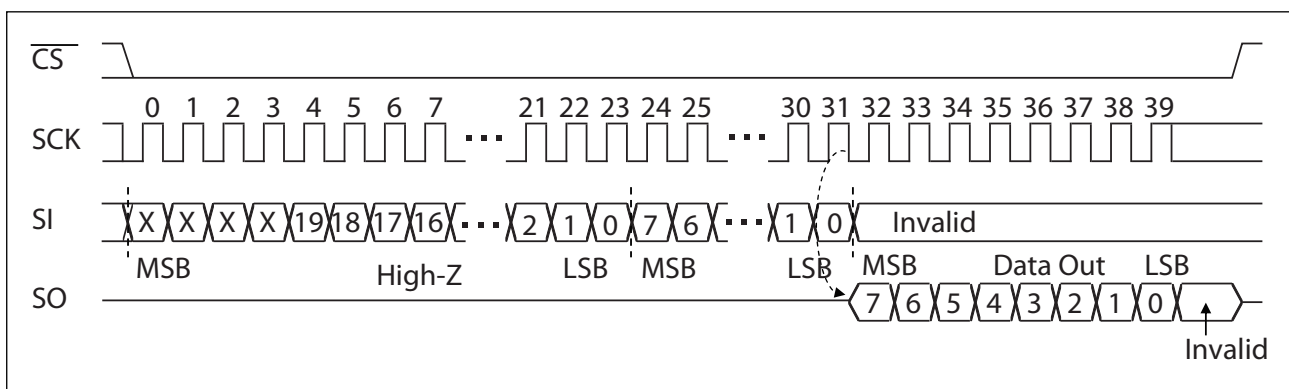 CS
0 1 2 3 4 5 6 7 21 22 23 24 25 30 31 32 33 34 35 36 37 38 39
SCK
SI X X X X 19 18 17 16 2 1 0 7 6 1 0 Invalid
MSB High-Z LSB MSB LSB MSB Data Out LSB
SO 7 6 5 4 3 2 1 0
Invalid